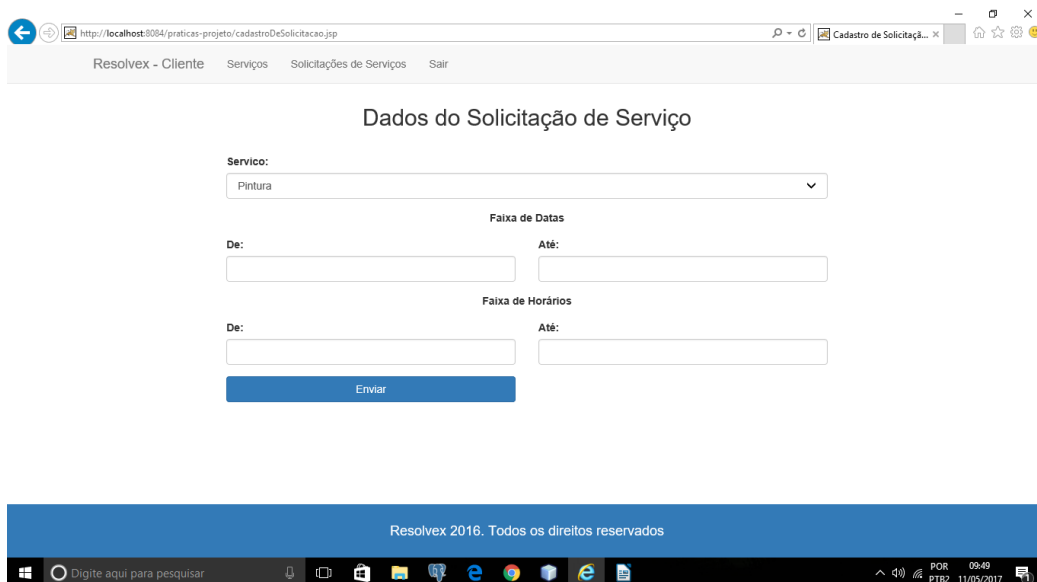 http://localhost:8084/praticas-projeto/cadastroDeSolicitacao.jsp
Cadastro de Solicitaçã...
Resolvex - Cliente Serviços Solicitações de Serviços Sair
Dados do Solicitação de Serviço
Servico:
Pintura
Faixa de Datas
De: Até:
Faixa de Horários
De: Até:
Enviar
Resolvex 2016. Todos os direitos reservados
Digite aqui para pesquisar
POR 09:49
PTB2 11/05/2017